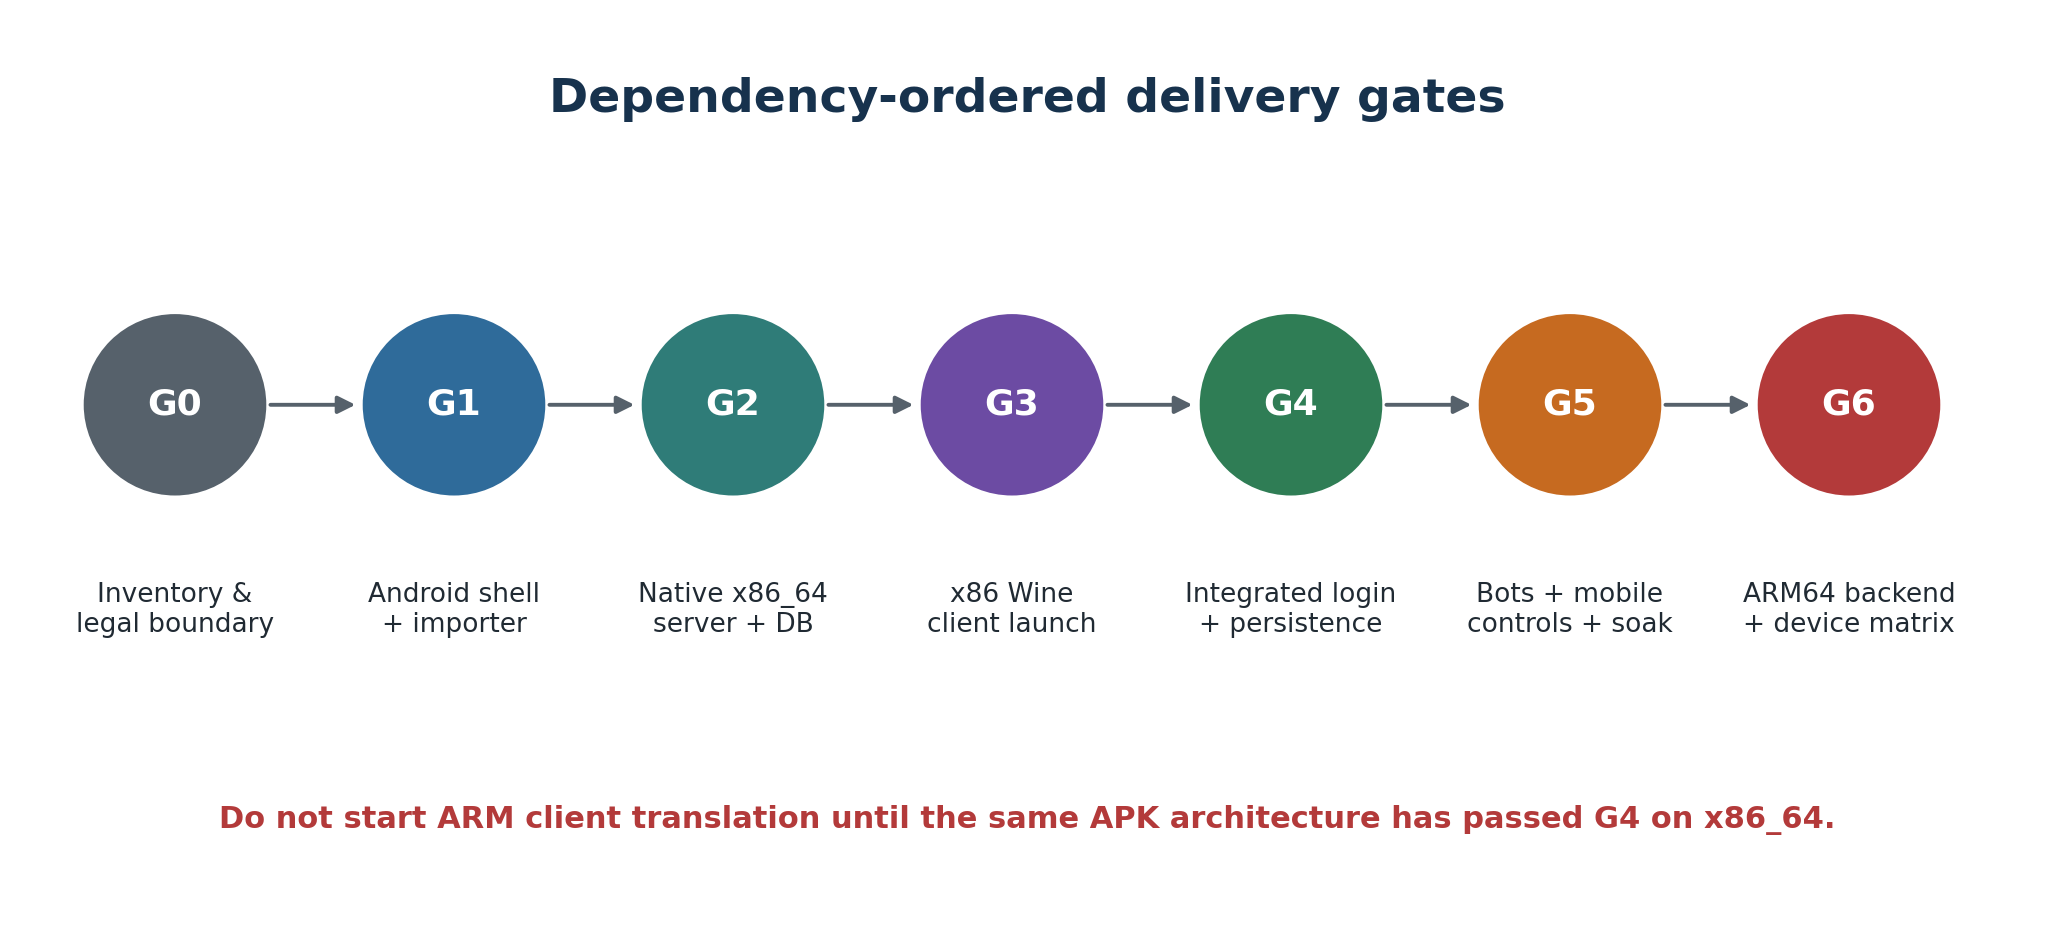 Dependency-ordered delivery gates
G0
G1
G2
G3
G4
G5
G6
Inventory &
legal boundary
Android shell
+ importer
Native x86_64
server + DB
x86 Wine
client launch
Integrated login
+ persistence
Bots + mobile
controls + soak
ARM64 backend
+ device matrix
Do not start ARM client translation until the same APK architecture has passed G4 on x86_64.